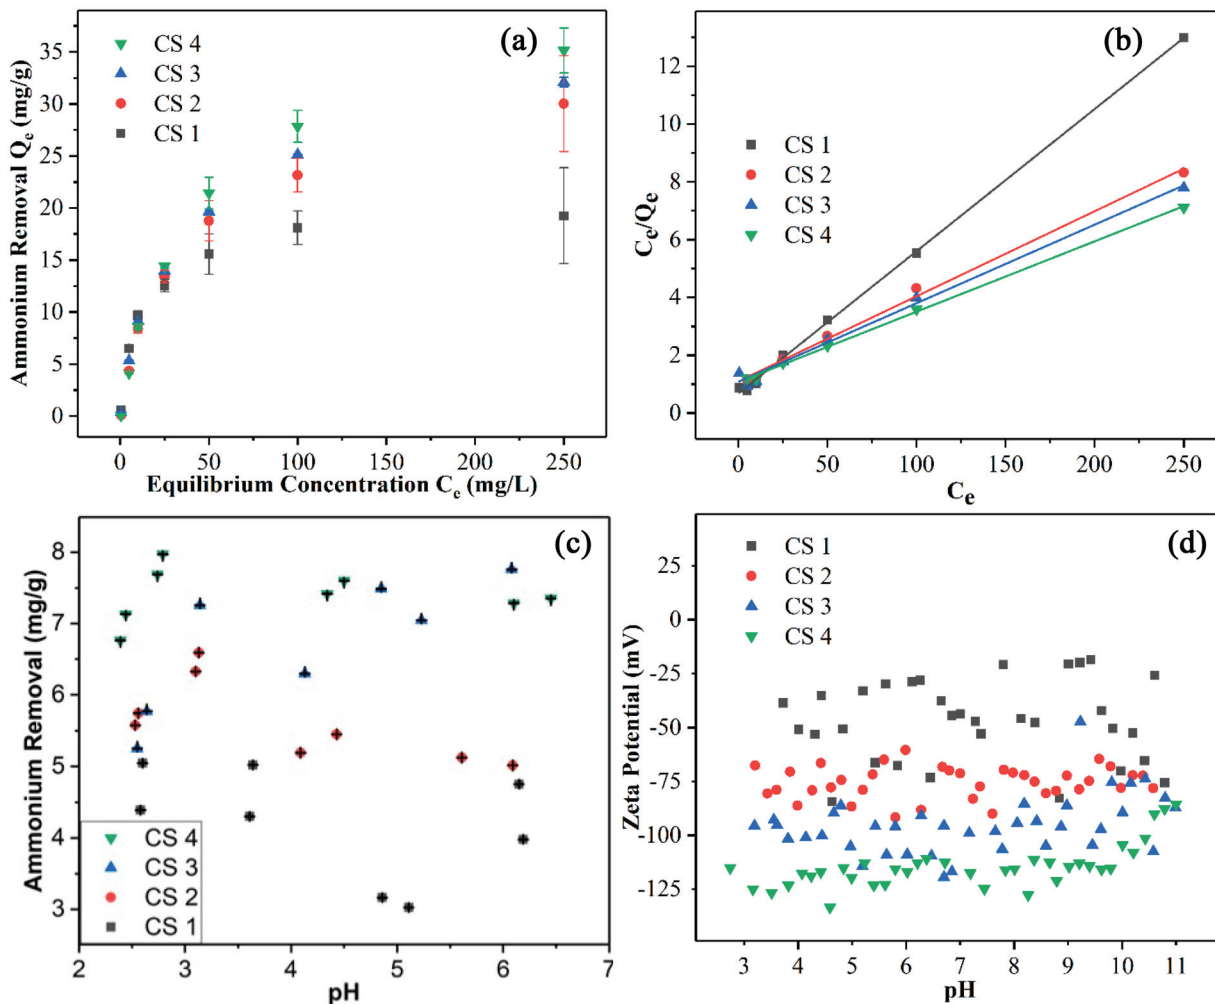 (a)
CS 4
CS 3
CS 2
CS 1
Ammonium Removal Qe (mg/g)
35
30
25
20
15
10
5
0
0 50 100 150 200 250
Equilibrium Concentration Ce (mg/L)
(b)
CS 1
CS 2
CS 3
CS 4
Ce/Qe
12
10
8
6
4
2
0
0 50 100 150 200 250
Ce
(c)
Ammonium Removal (mg/g)
8
7
6
5
4
3
CS 4
CS 3
CS 2
CS 1
2 3 4 5 6 7
pH
(d)
CS 1
CS 2
CS 3
CS 4
Zeta Potential (mV)
25
0
-25
-50
-75
-100
-125
3 4 5 6 7 8 9 10 11
pH